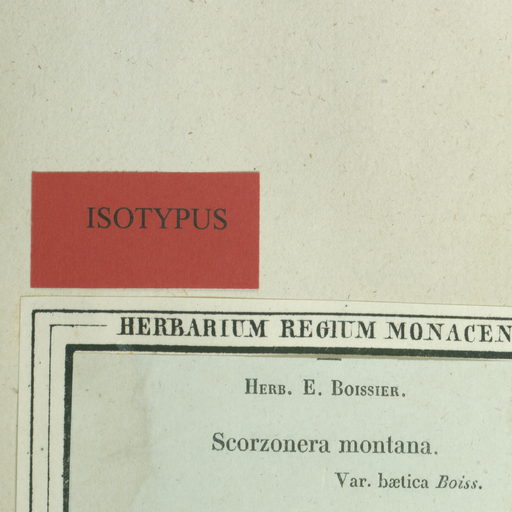 ISOTYPUS
HERBARIUM REGIUM MONACEN
HERB. E. BOISSIER.
Scorzonera montana.
Var. bætica Boiss.